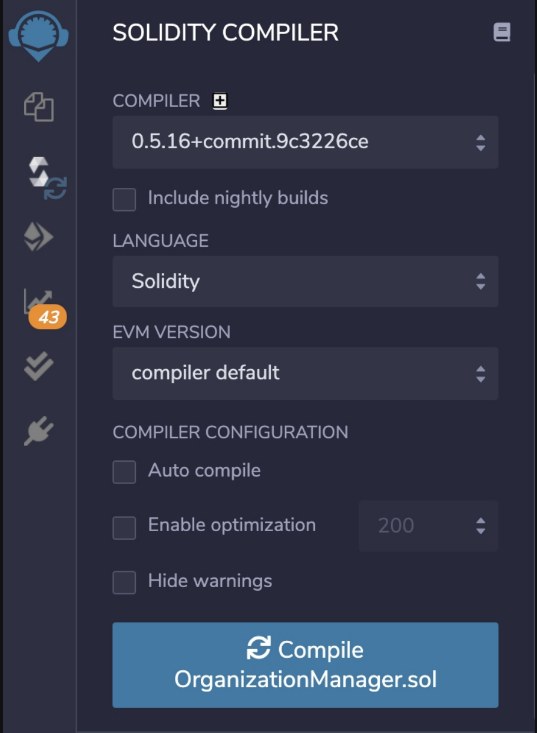 SOLIDITY COMPILER
COMPILER
0.5.16+commit.9c3226ce
Include nightly builds
LANGUAGE
Solidity
EVM VERSION
compiler default
COMPILER CONFIGURATION
Auto compile
Enable optimization 200
Hide warnings
Compile
OrganizationManager.sol
43